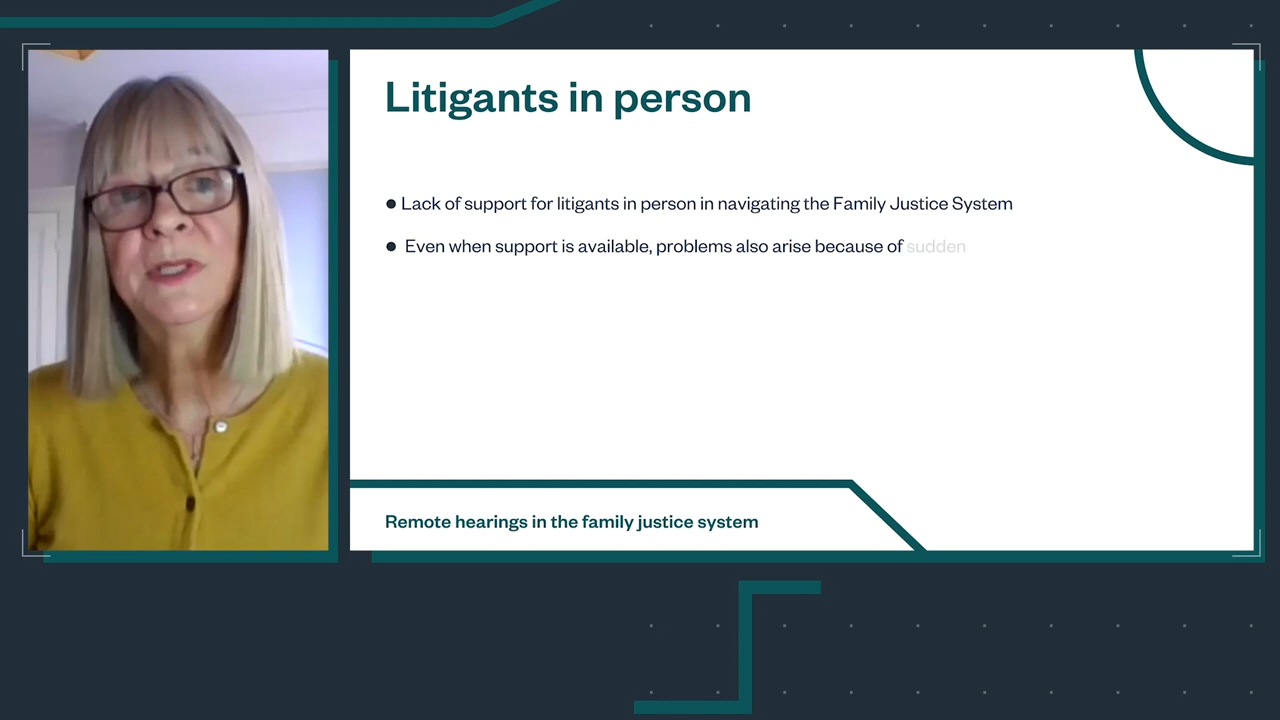 Litigants in person
● Lack of support for litigants in person in navigating the Family Justice System
● Even when support is available, problems also arise because of sudden
Remote hearings in the family justice system